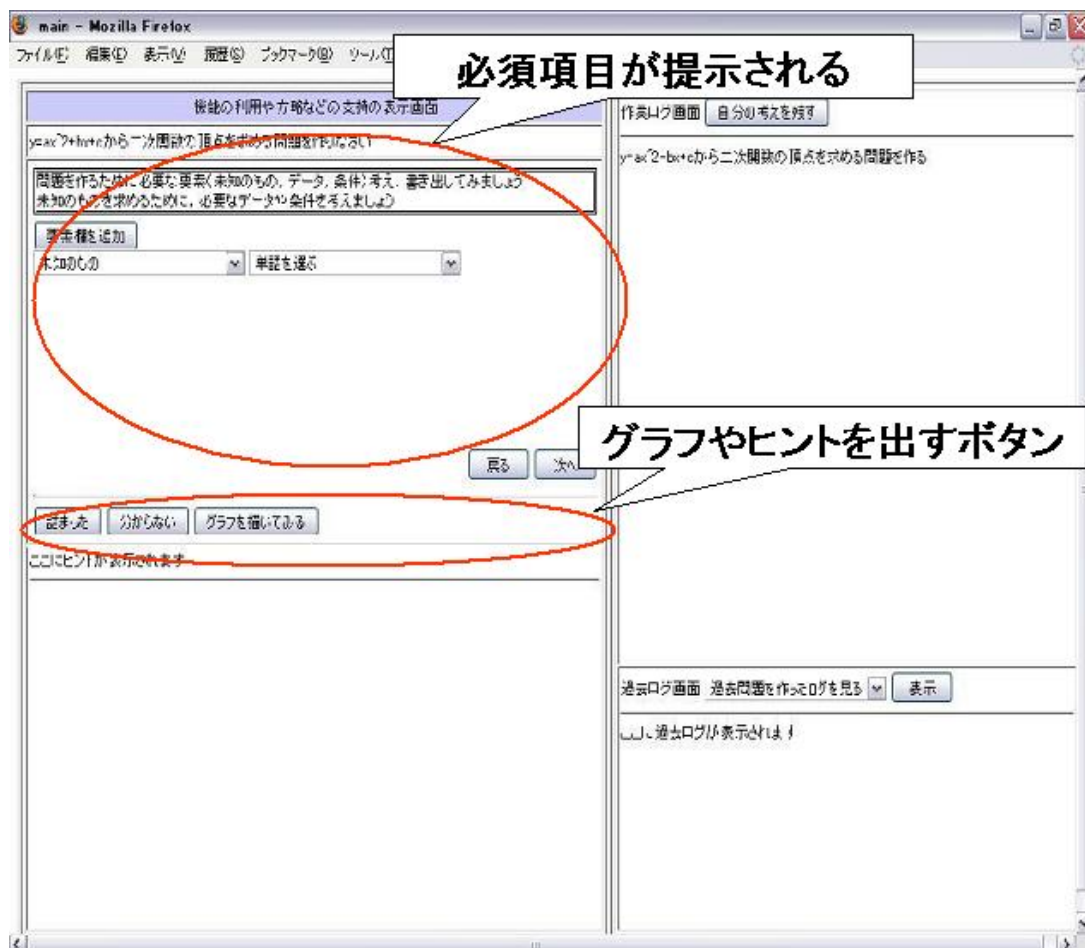 main - Mozilla Firefox
ファイル(F) 編集(E) 表示(V) 履歴(S) ブックマーク(B) ツール(T)
必須項目が提示される
機能の利用や方略などの支持の表示画面
y=ax^2+bx+cから二次関数の頂点を求める問題を作りなさい
問題を作るために必要な要素(未知のもの, データ, 条件)考え, 書き出してみましょう
未知のものを求めるために, 必要なデータや条件を考えましょう
要素欄を追加
未知のもの 単語を選ぶ
戻る 次へ
詰まった 分からない グラフを描いてみる
ここにヒントが表示されます
作業ログ画面 自分の考えを残す
y=ax^2-bx+cから二次関数の頂点を求める問題を作る
グラフやヒントを出すボタン
過去ログ画面 過去問題を作ったログを見る 表示
ここに過去ログが表示されます